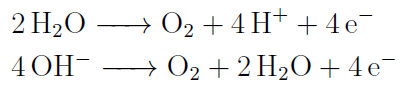 2 H₂O ⟶ O₂ + 4 H⁺ + 4 e⁻
4 OH⁻ ⟶ O₂ + 2 H₂O + 4 e⁻